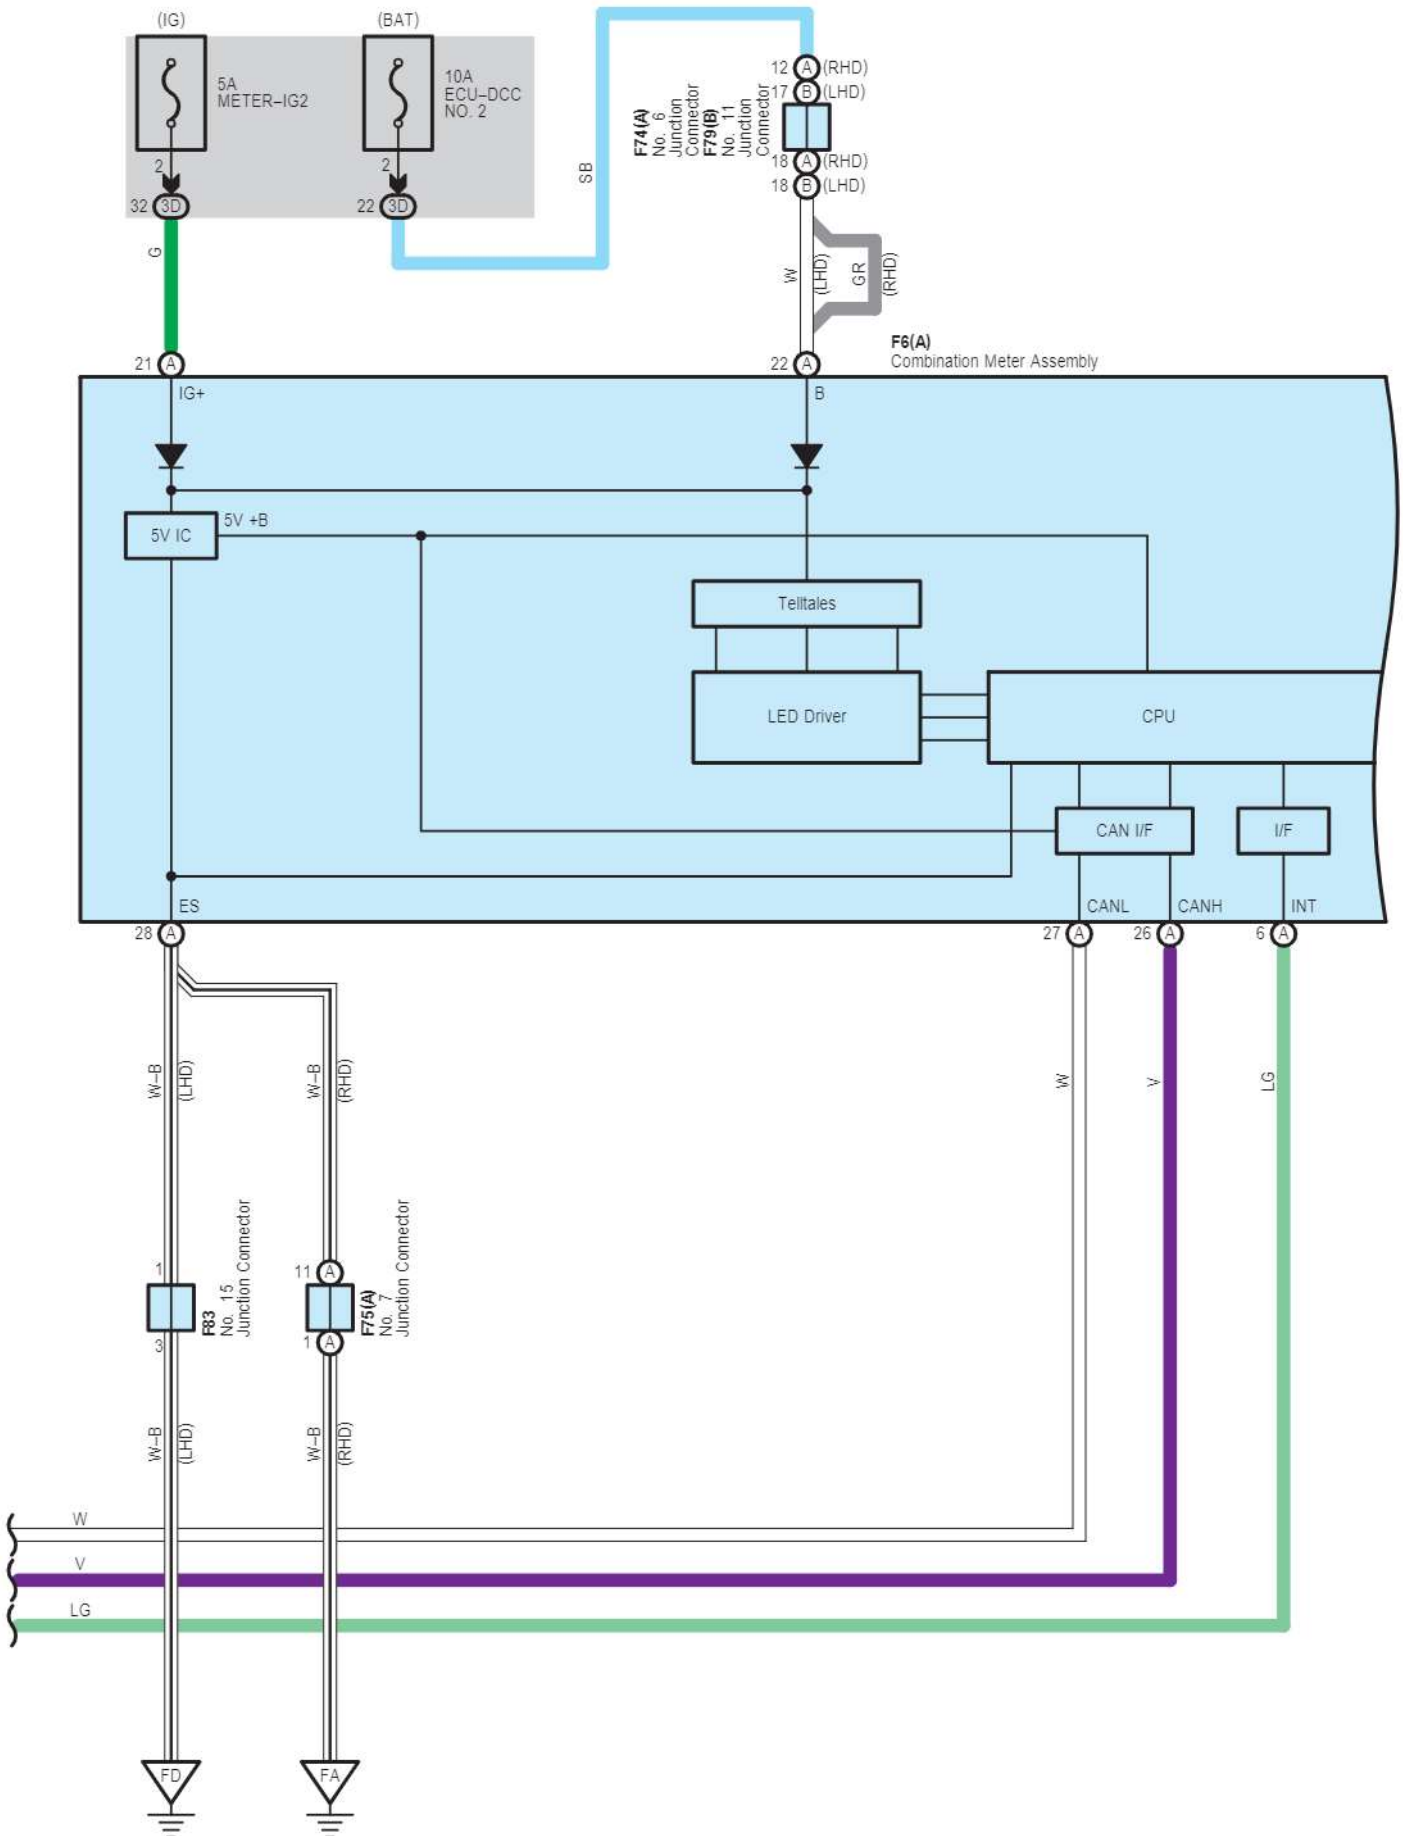 (IG)
(BAT)
5A
METER–IG2
10A
ECU–DCC
NO. 2
2
2
32 3D
22 3D
G
SB
12 A (RHD)
17 B (LHD)
F74(A)
No. 6
Junction
Connector
F79(B)
No. 11
Junction
Connector
18 A (RHD)
18 B (LHD)
W
(LHD)
GR
(RHD)
21 A
22 A
F6(A)
Combination Meter Assembly
IG+
B
5V IC
5V +B
Telltales
LED Driver
CPU
CAN I/F
I/F
ES
CANL
CANH
INT
28 A
27 A
26 A
6 A
W–B
(LHD)
W–B
(RHD)
W
V
LG
1
F83
No. 15
Junction Connector
3
11 A
F75(A)
No. 7
Junction Connector
1 A
W–B
(LHD)
W–B
(RHD)
W
V
LG
FD
FA